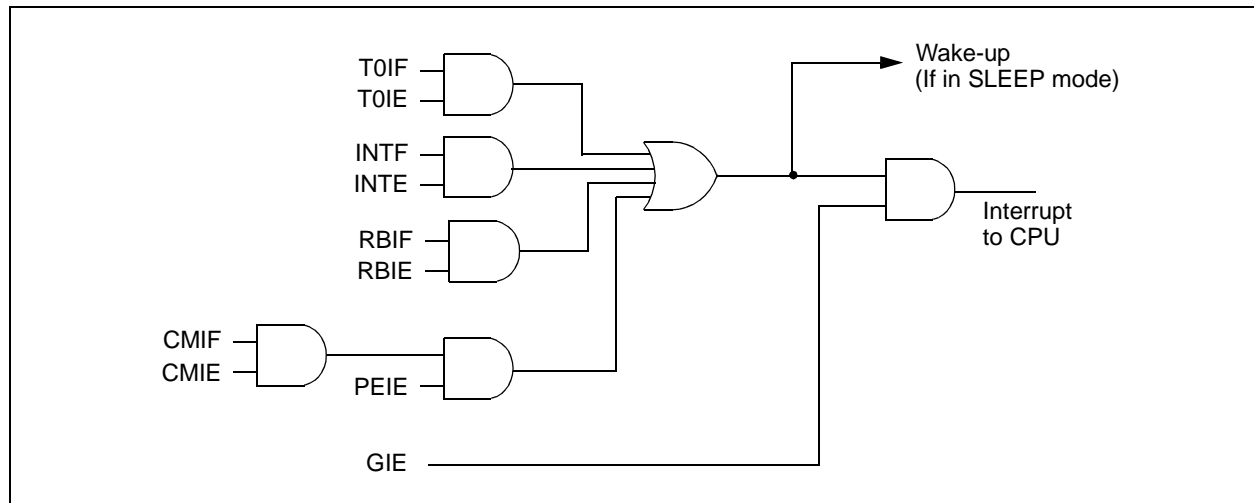 Wake-up
(If in SLEEP mode)
T0IF
T0IE
INTF
INTE
RBIF
RBIE
Interrupt
to CPU
CMIF
CMIE
PEIE
GIE